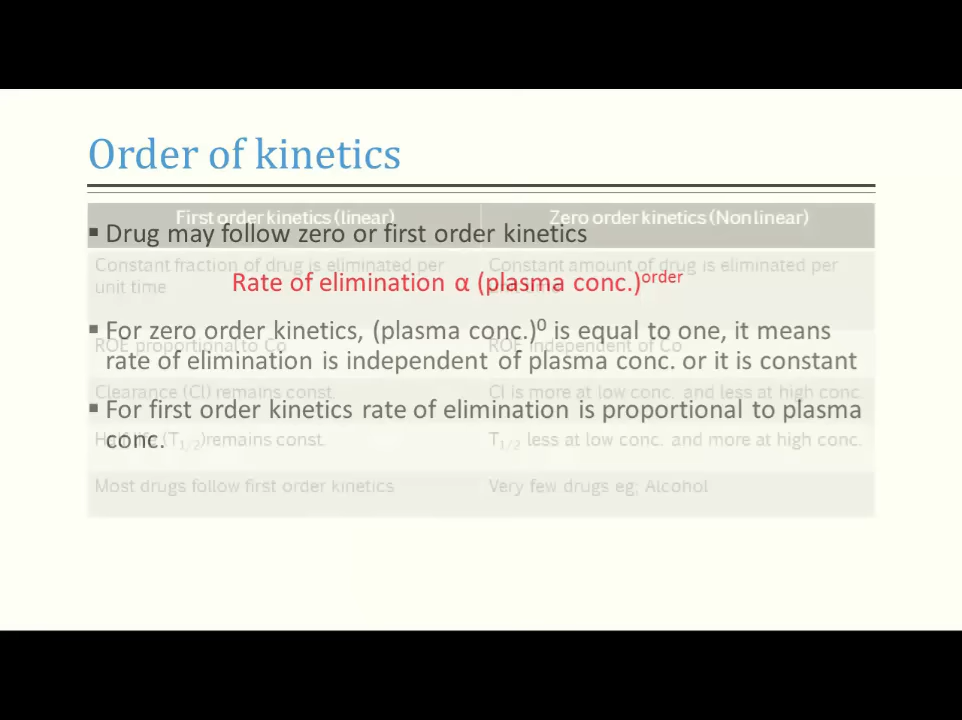 Order of kinetics
▪ Drug may follow zero or first order kinetics
Rate of elimination α (plasma conc.)^order
▪ For zero order kinetics, (plasma conc.)^0 is equal to one, it means
rate of elimination is independent of plasma conc. or it is constant
▪ For first order kinetics rate of elimination is proportional to plasma
conc.
First order kinetics (linear)
Zero order kinetics (Non linear)
Constant fraction of drug is eliminated per
unit time
Constant amount of drug is eliminated per
ROE proportional to Co
ROE independent of Co
Clearance (Cl) remains const.
Cl is more at low conc. and less at high conc.
Half life (T1/2) remains const.
T1/2 less at low conc. and more at high conc.
Most drugs follow first order kinetics
Very few drugs eg; Alcohol